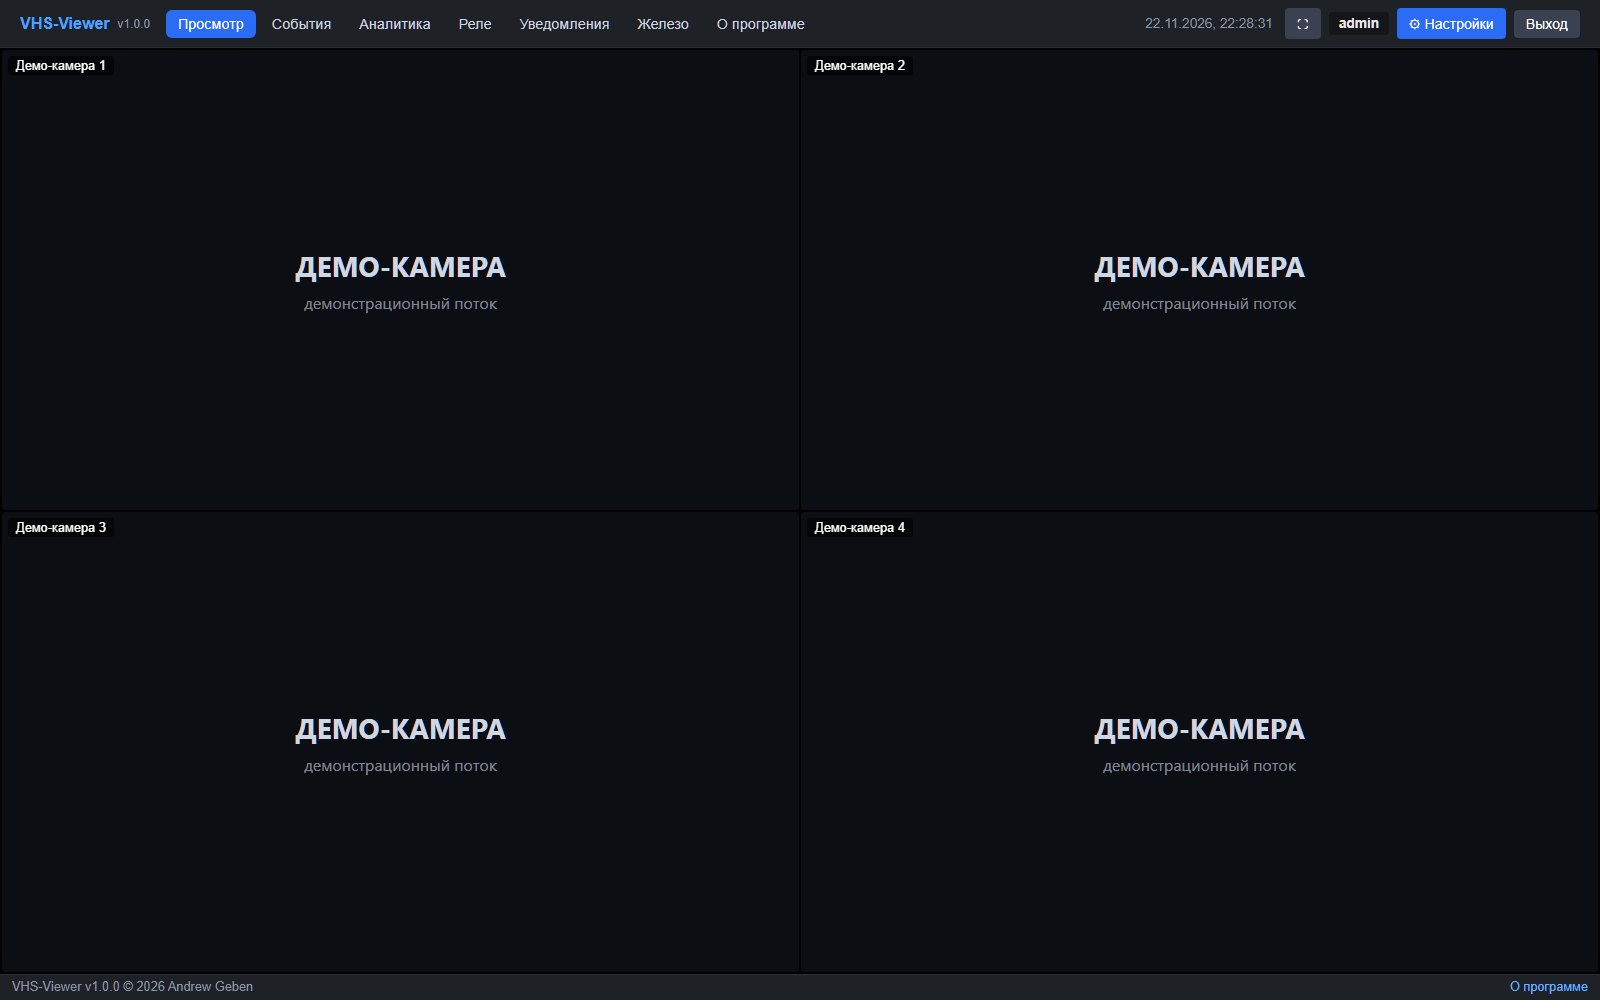 VHS-Viewer v1.0.0 Просмотр События Аналитика Реле Уведомления Железо О программе 22.11.2026, 22:28:31 admin Настройки Выход
Демо-камера 1
ДЕМО-КАМЕРА
демонстрационный поток
Демо-камера 2
ДЕМО-КАМЕРА
демонстрационный поток
Демо-камера 3
ДЕМО-КАМЕРА
демонстрационный поток
Демо-камера 4
ДЕМО-КАМЕРА
демонстрационный поток
VHS-Viewer v1.0.0 © 2026 Andrew Geben О программе